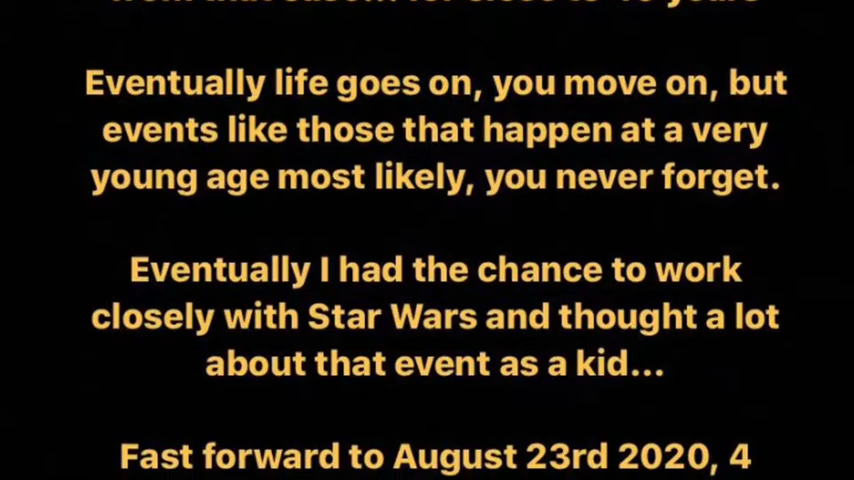 Eventually life goes on, you move on, but
events like those that happen at a very
young age most likely, you never forget.
Eventually I had the chance to work
closely with Star Wars and thought a lot
about that event as a kid...
Fast forward to August 23rd 2020, 4